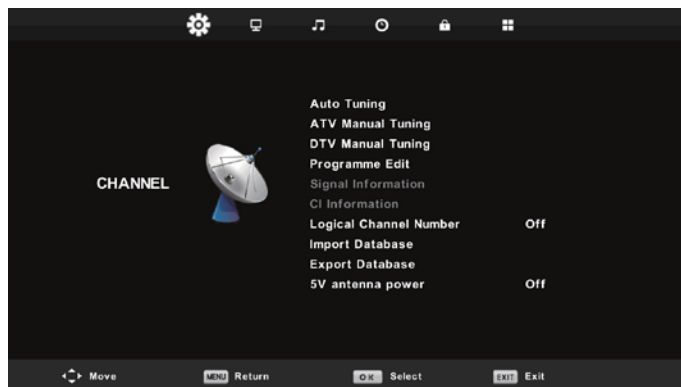 CHANNEL
Auto Tuning
ATV Manual Tuning
DTV Manual Tuning
Programme Edit
Signal Information
CI Information
Logical Channel Number Off
Import Database
Export Database
5V antenna power Off
Move MENU Return OK Select EXIT Exit